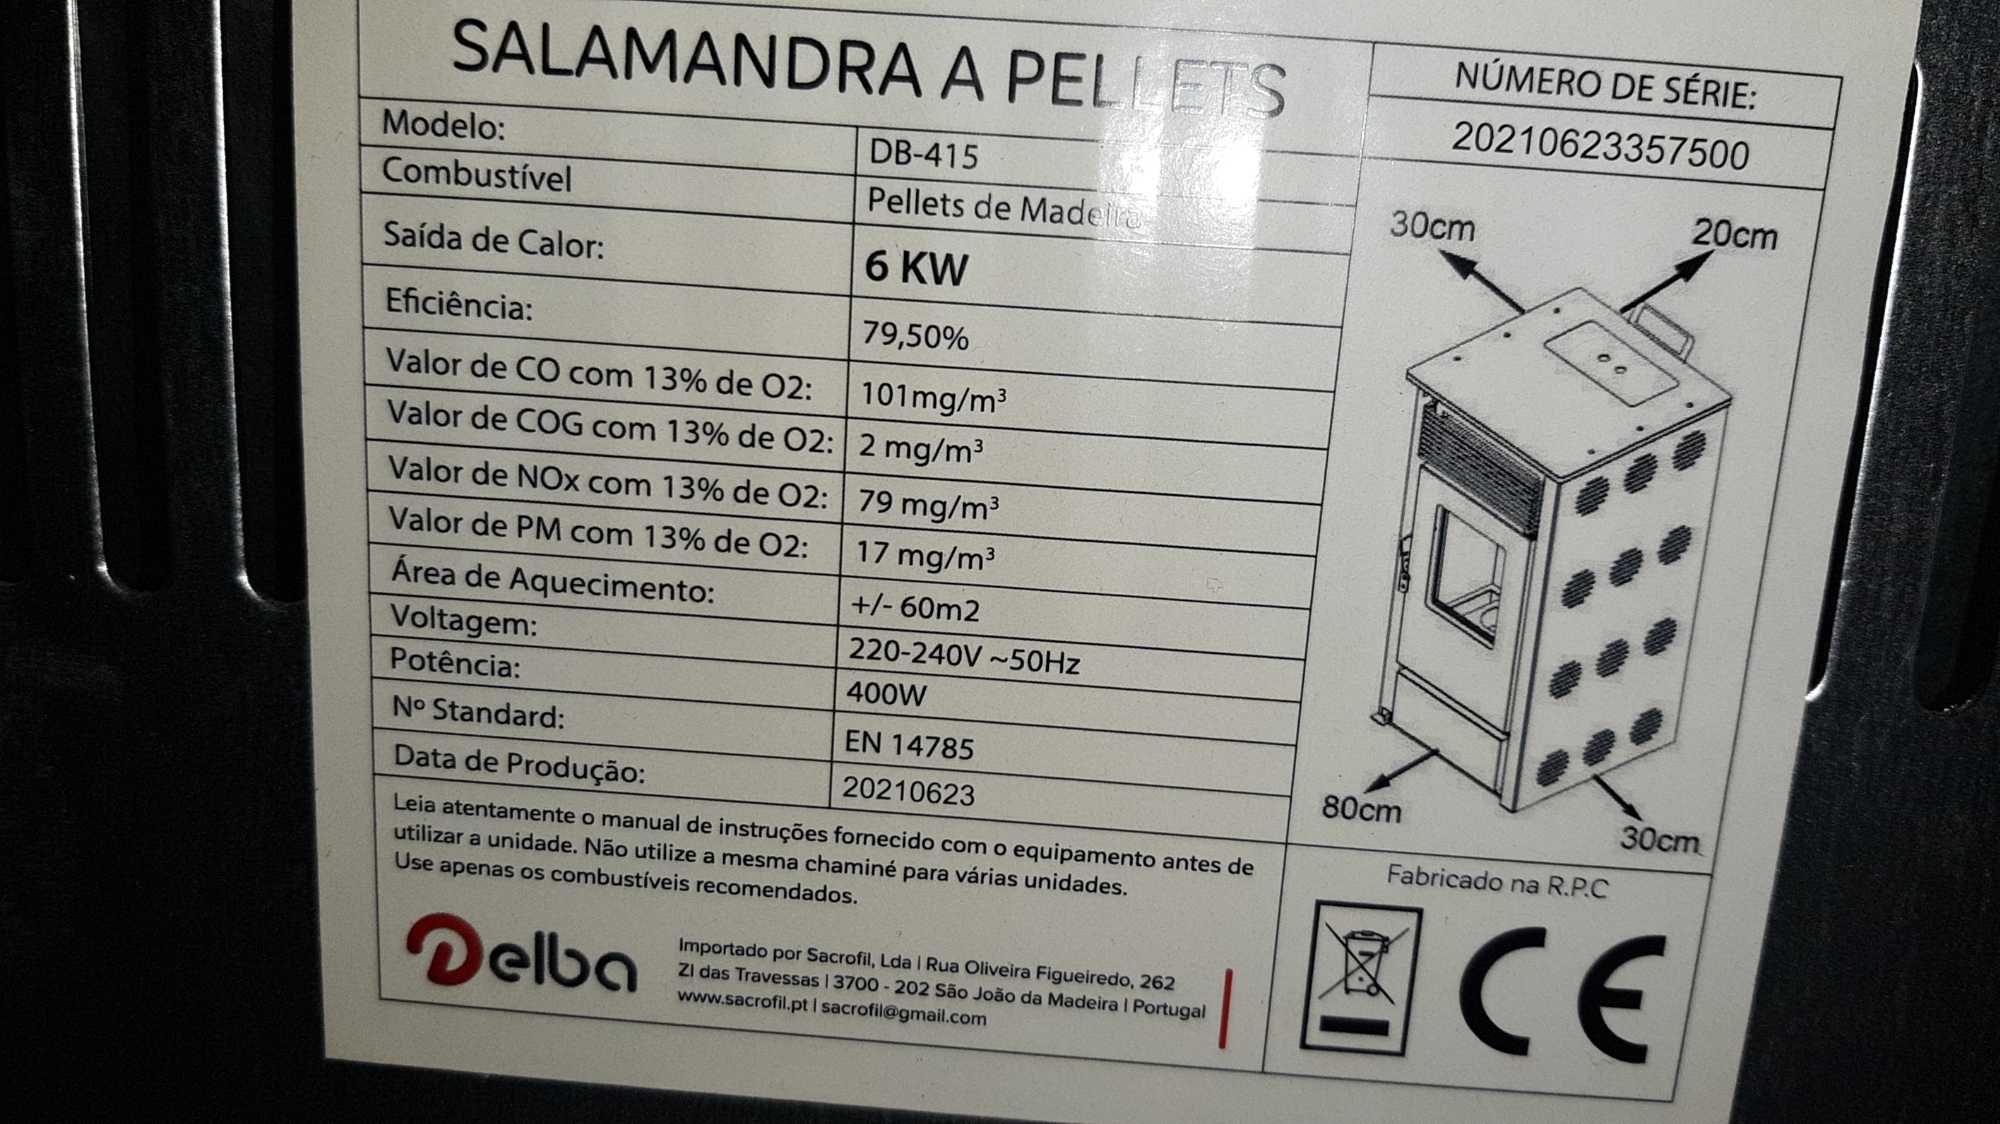 SALAMANDRA A PELLETS
Modelo: DB-415
Combustível Pellets de Madeira
Saída de Calor: 6 KW
Eficiência: 79,50%
Valor de CO com 13% de O2: 101mg/m³
Valor de COG com 13% de O2: 2 mg/m³
Valor de NOx com 13% de O2: 79 mg/m³
Valor de PM com 13% de O2: 17 mg/m³
Área de Aquecimento: +/- 60m2
Voltagem: 220-240V ~50Hz
Potência: 400W
Nº Standard: EN 14785
Data de Produção: 20210623
Leia atentamente o manual de instruções fornecido com o equipamento antes de
utilizar a unidade. Não utilize a mesma chaminé para várias unidades.
Use apenas os combustíveis recomendados.
Delba
Importado por Sacrofil, Lda | Rua Oliveira Figueiredo, 262
ZI das Travessas | 3700 - 202 São João da Madeira | Portugal
www.sacrofil.pt | sacrofil@gmail.com
NÚMERO DE SÉRIE:
20210623357500
30cm 20cm
80cm 30cm
Fabricado na R.P.C
CE